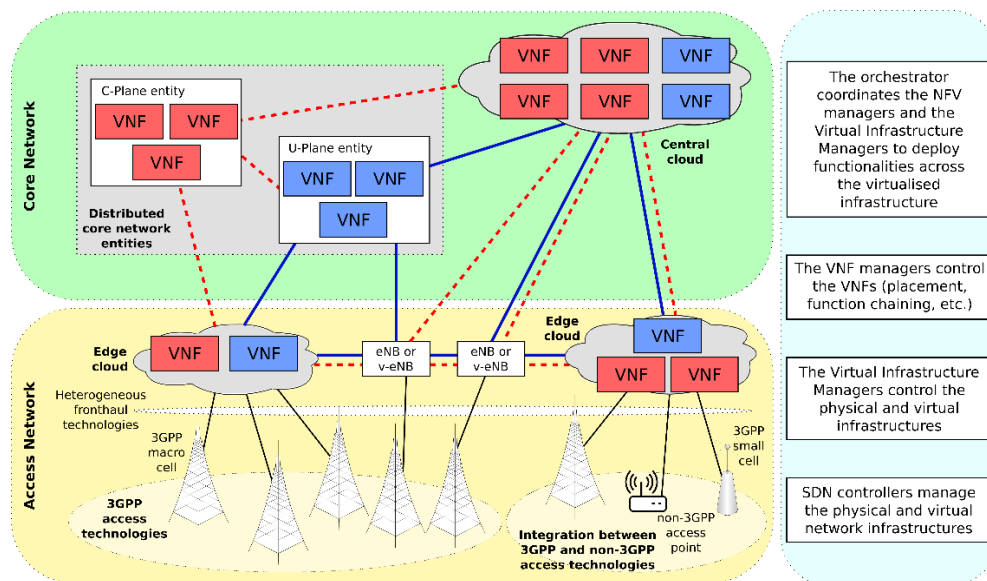 Core Network
C-Plane entity
VNF
VNF
VNF
U-Plane entity
VNF
VNF
VNF
Distributed
core network
entities
VNF
VNF
VNF
VNF
VNF
VNF
Central
cloud
Access Network
Edge
cloud
VNF
VNF
eNB or
v-eNB
eNB or
v-eNB
Edge
cloud
VNF
VNF
VNF
Heterogeneous
fronthaul
technologies
3GPP
macro
cell
3GPP
access
technologies
3GPP
small
cell
non-3GPP
access
point
Integration between
3GPP and non-3GPP
access technologies
The orchestrator
coordinates the NFV
managers and the
Virtual Infrastructure
Managers to deploy
functionalities across
the virtualised
infrastructure
The VNF managers control
the VNFs (placement,
function chaining, etc.)
The Virtual Infrastructure
Managers control the
physical and virtual
infrastructures
SDN controllers manage
the physical and virtual
network infrastructures